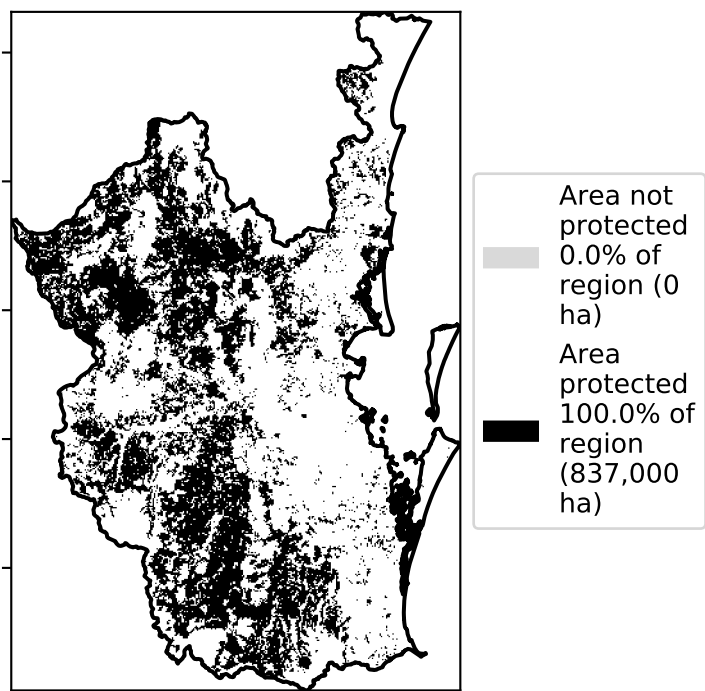 Area not
protected
0.0% of
region (0
ha)
Area
protected
100.0% of
region
(837,000
ha)